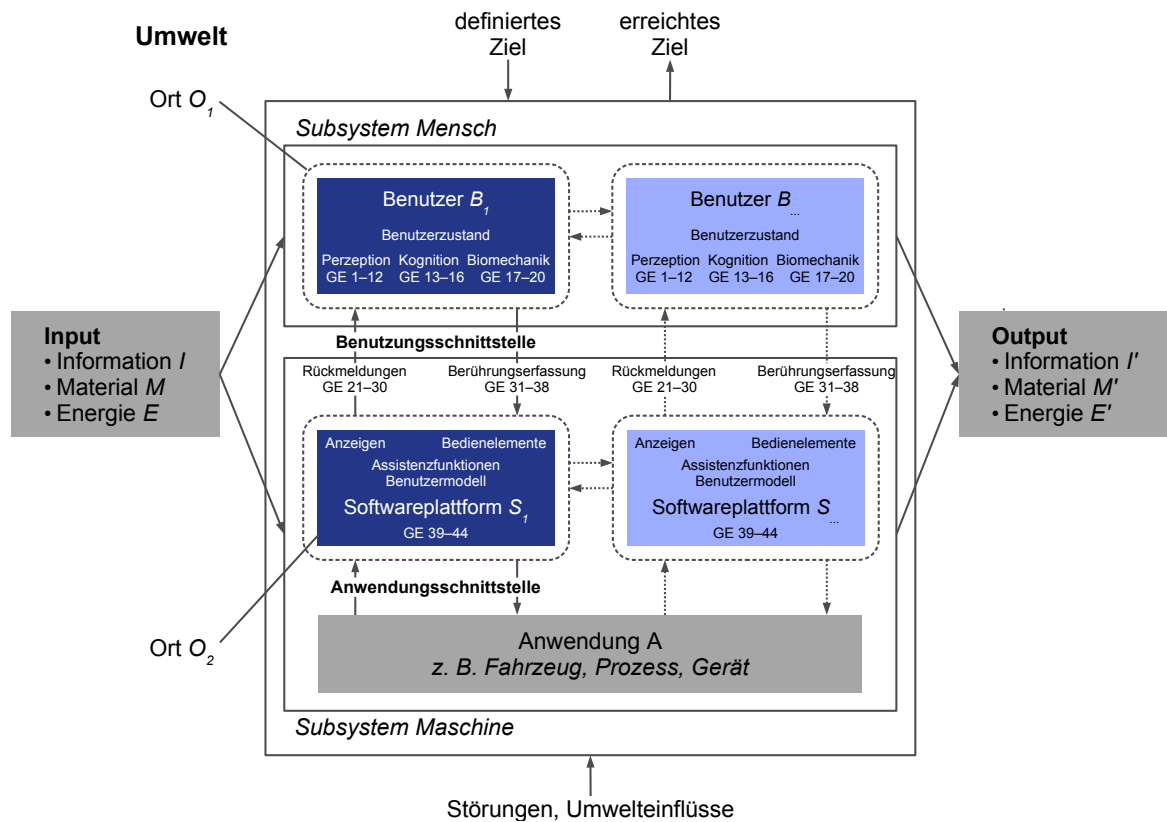 Umwelt
definiertes
Ziel
erreichtes
Ziel
Ort O1
Subsystem Mensch
Benutzer B1
Benutzerzustand
Perzeption Kognition Biomechanik
GE 1–12 GE 13–16 GE 17–20
Benutzer B...
Benutzerzustand
Perzeption Kognition Biomechanik
GE 1–12 GE 13–16 GE 17–20
Input
• Information I
• Material M
• Energie E
Benutzungsschnittstelle
Rückmeldungen
GE 21–30
Berührungserfassung
GE 31–38
Rückmeldungen
GE 21–30
Berührungserfassung
GE 31–38
Output
• Information I'
• Material M'
• Energie E'
Anzeigen Bedienelemente
Assistenzfunktionen
Benutzermodell
Softwareplattform S1
GE 39–44
Anzeigen Bedienelemente
Assistenzfunktionen
Benutzermodell
Softwareplattform S...
GE 39–44
Anwendungsschnittstelle
Ort O2
Anwendung A
z. B. Fahrzeug, Prozess, Gerät
Subsystem Maschine
Störungen, Umwelteinflüsse